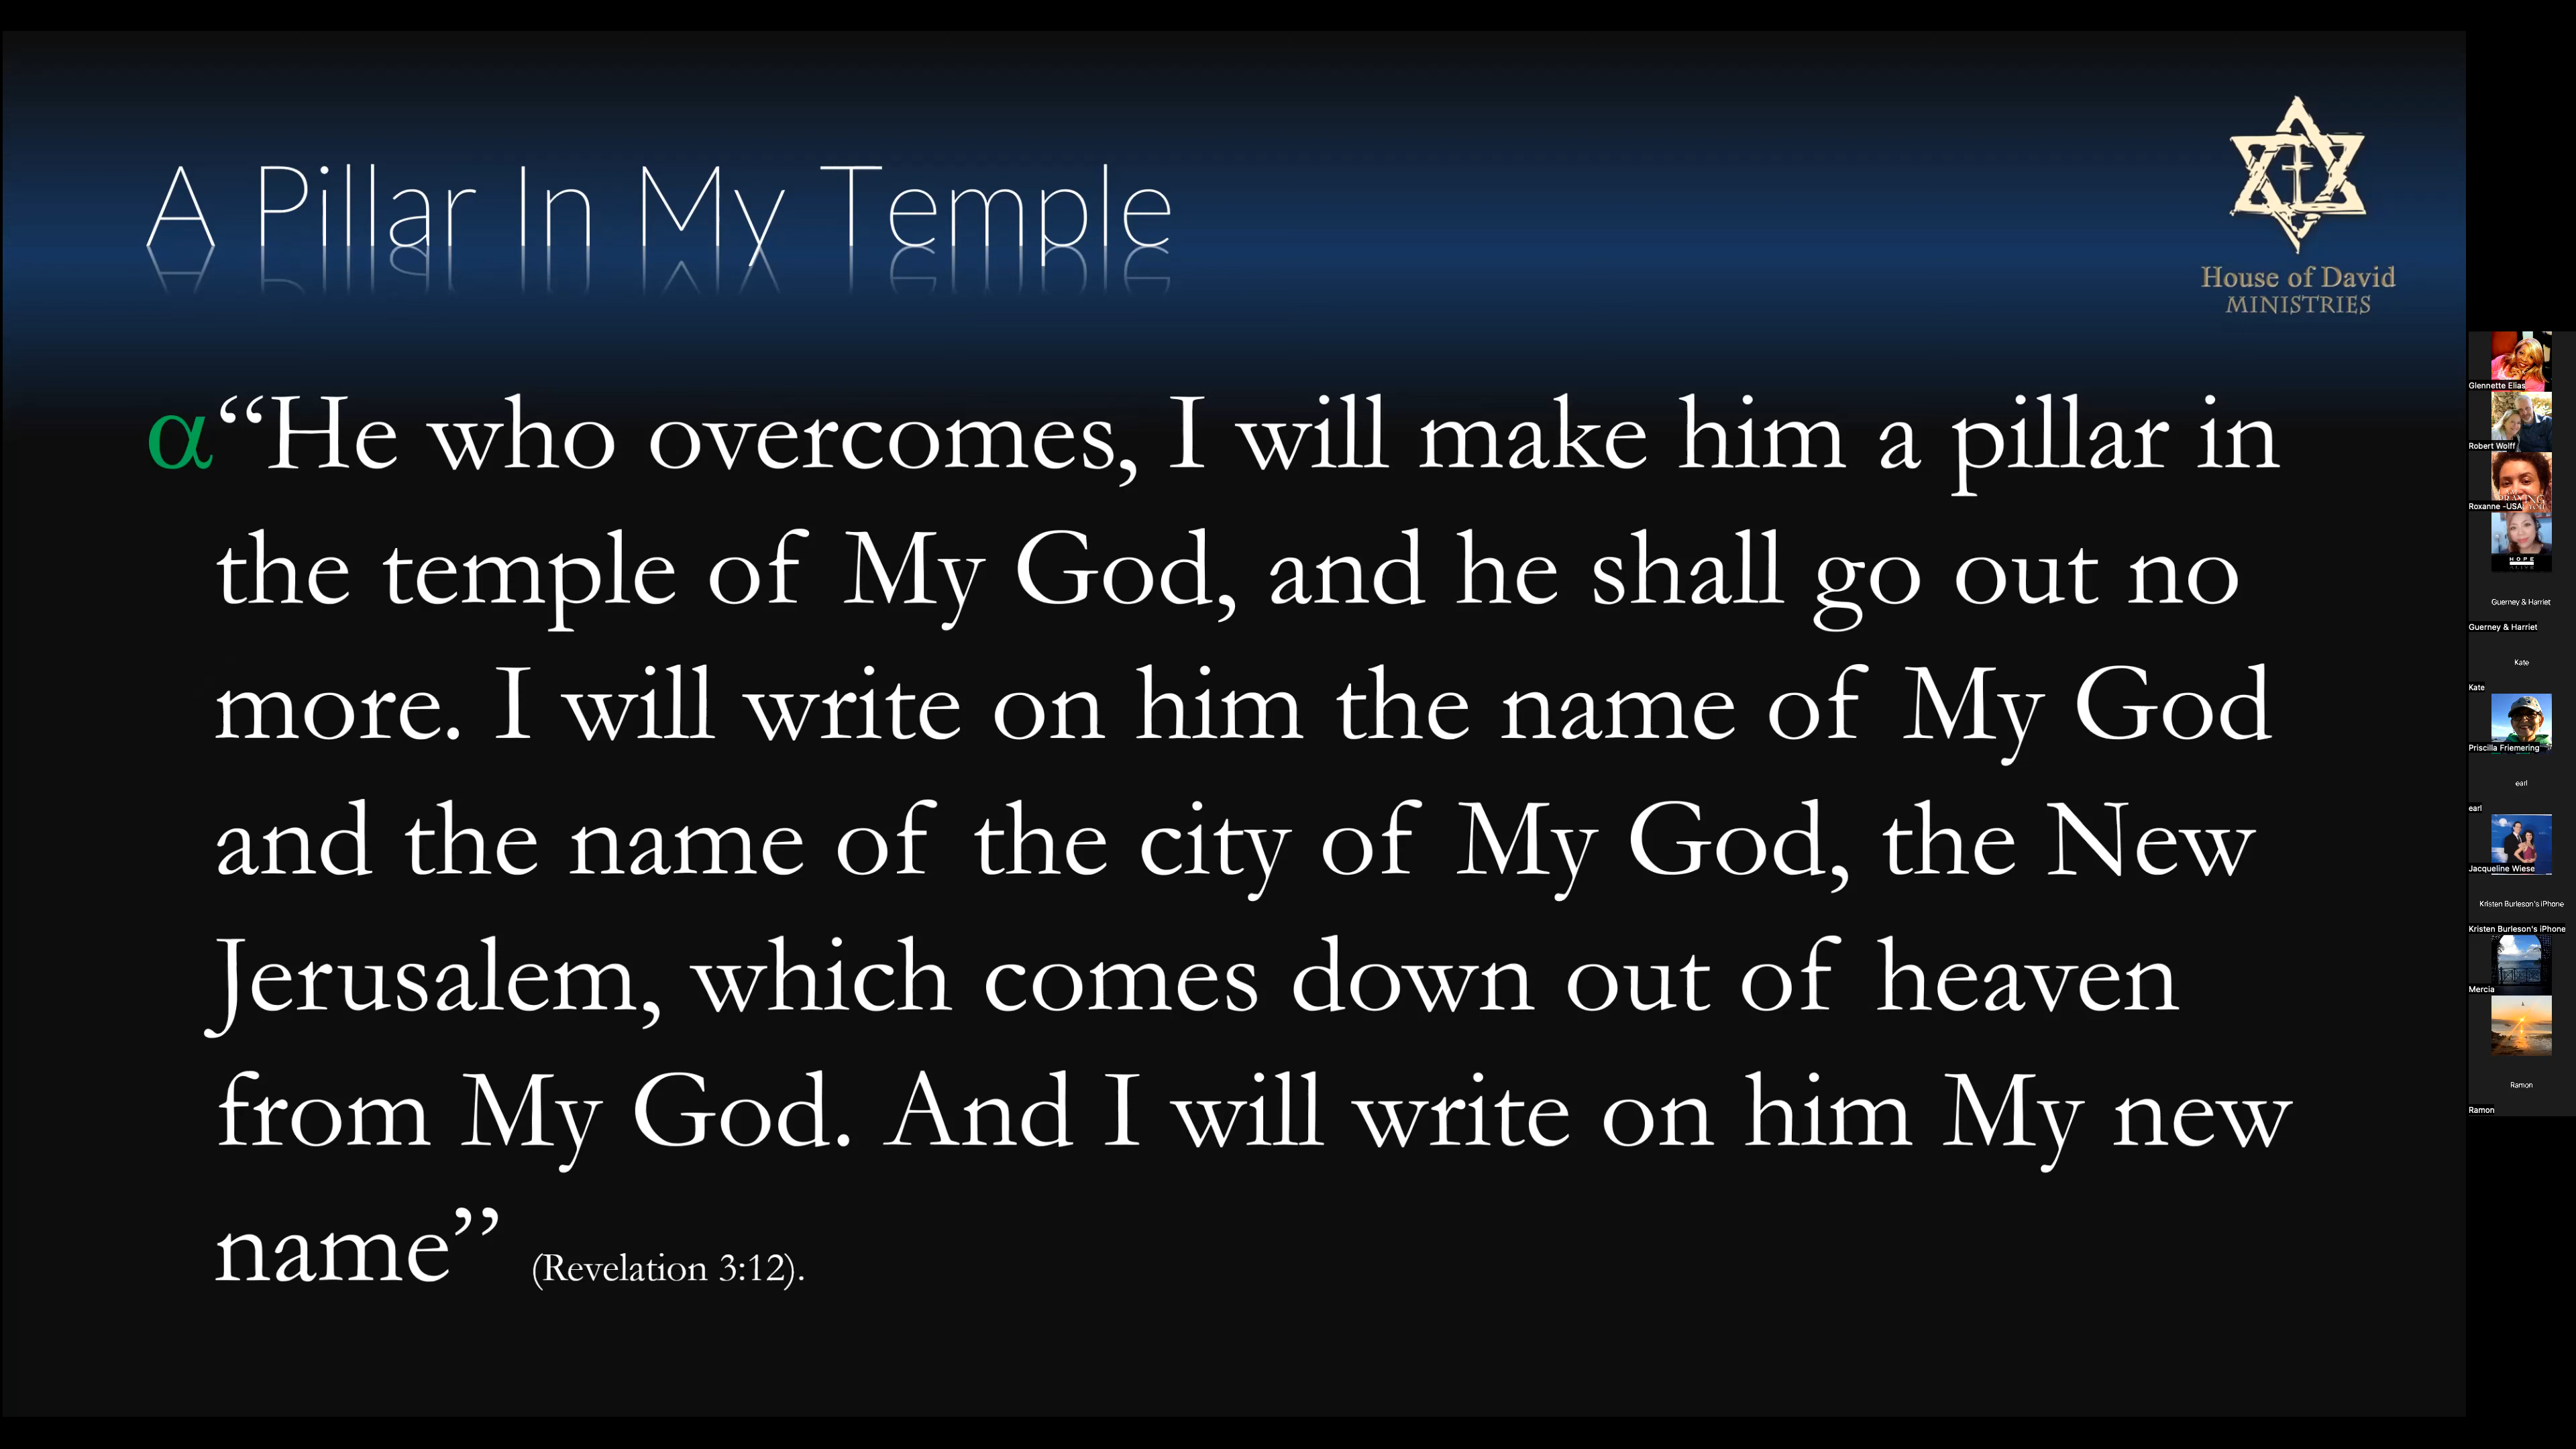 A Pillar In My Temple
House of David
MINISTRIES
α“He who overcomes, I will make him a pillar in
the temple of My God, and he shall go out no
more. I will write on him the name of My God
and the name of the city of My God, the New
Jerusalem, which comes down out of heaven
from My God. And I will write on him My new
name” (Revelation 3:12).
Glennette Elias
Robert Wolff
PRAYING
Roxanne -USA
HOPE
Guerney & Harriet
Guerney & Harriet
Kate
Kate
Priscilla Friemering
earl
earl
Jacqueline Wiese
Kristen Burleson's iPhone
Kristen Burleson's iPhone
Mercia
Ramon
Ramon